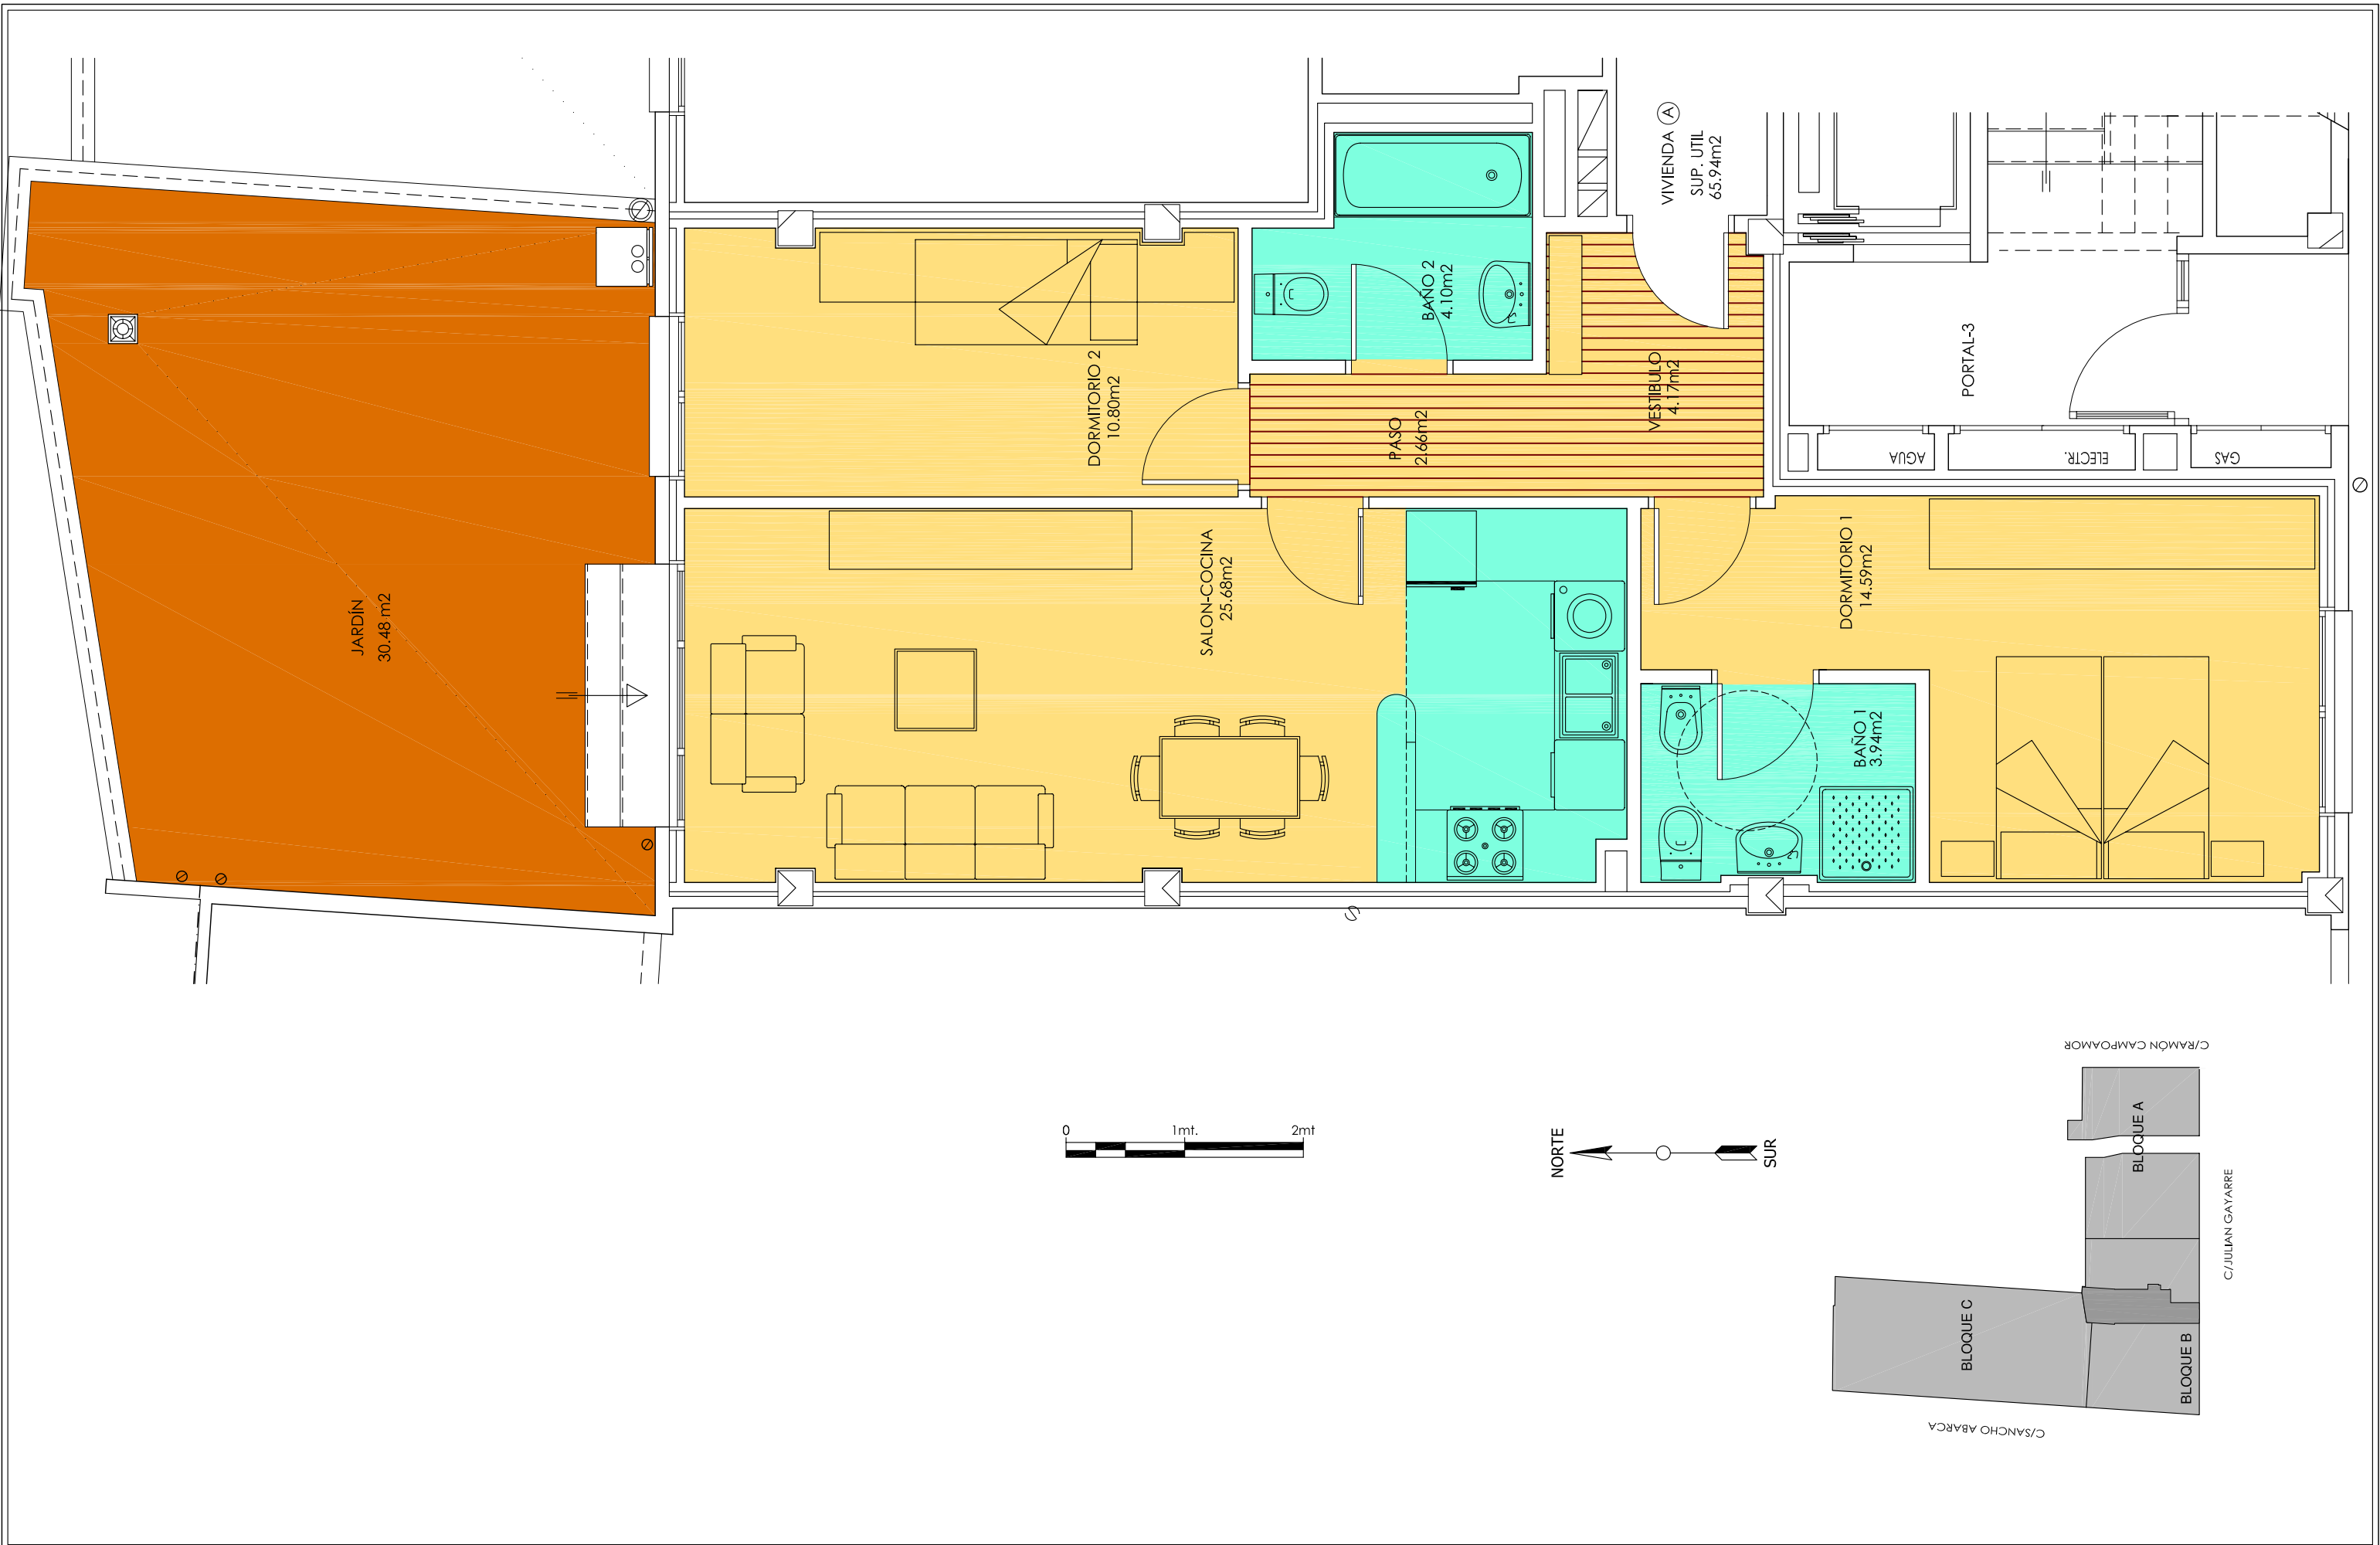 VIVIENDA A
SUP. UTIL
65.94m2
JARDÍN
30.48 m2
DORMITORIO 2
10.80m2
BAÑO 2
4.10m2
PASO
2.66m2
VESTIBULO
4.17m2
PORTAL-3
AGUA
ELECTR.
GAS
SALON-COCINA
25.68m2
DORMITORIO 1
14.59m2
BAÑO 1
3.94m2
0
1mt.
2mt
NORTE
SUR
C/RAMÓN CAMPOAMOR
BLOQUE A
C/JULIAN GAYARRE
BLOQUE C
BLOQUE B
C/SANCHO ABARCA